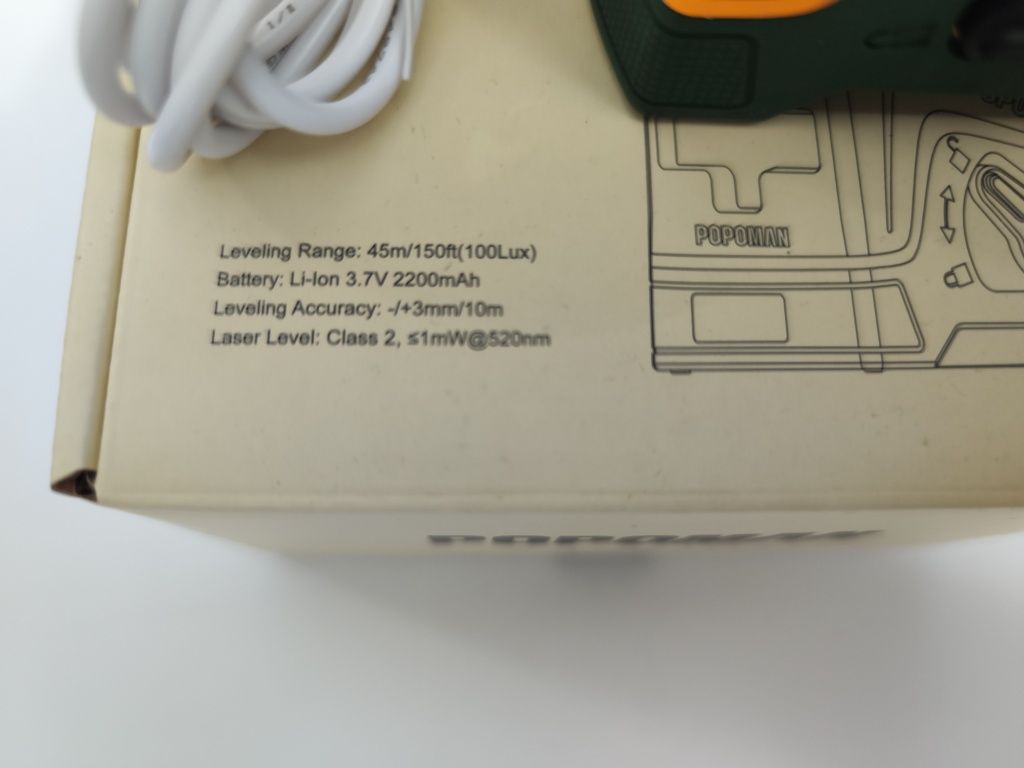 POPOMAN
Leveling Range: 45m/150ft(100Lux)
Battery: Li-Ion 3.7V 2200mAh
Leveling Accuracy: -/+3mm/10m
Laser Level: Class 2, ≤1mW@520nm
POPOMAN